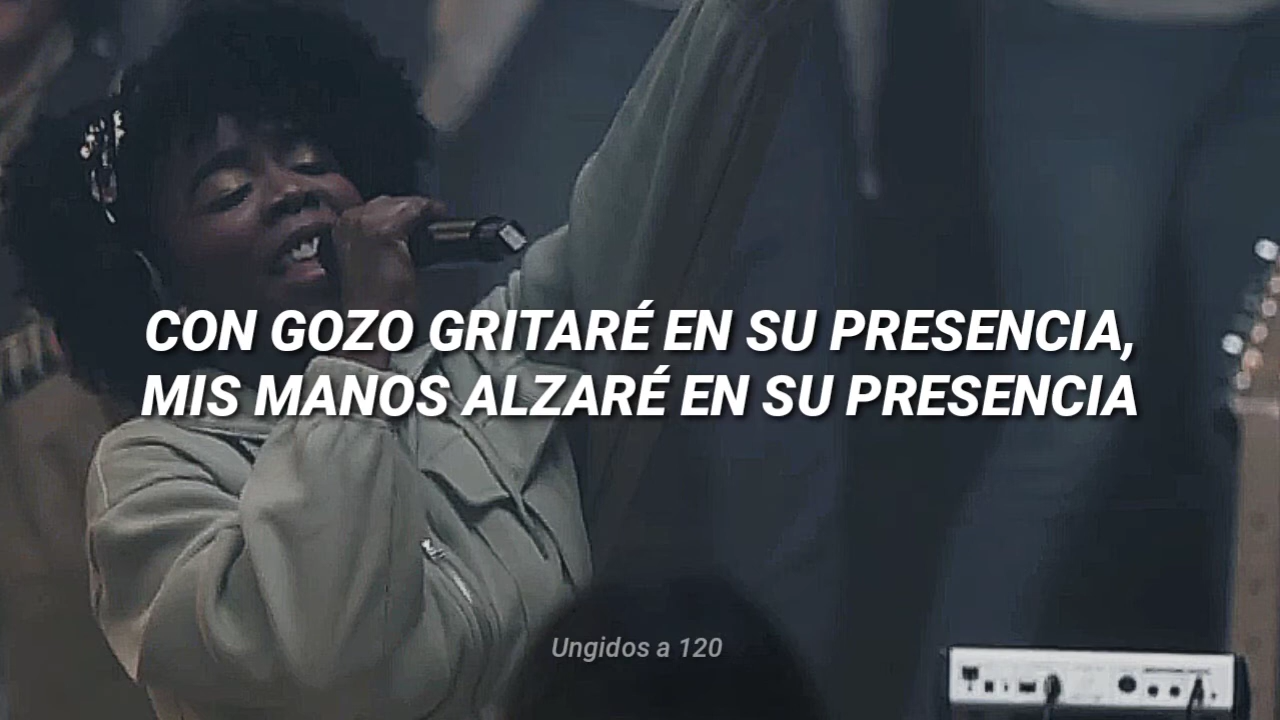 CON GOZO GRITARÉ EN SU PRESENCIA,
MIS MANOS ALZARÉ EN SU PRESENCIA
Ungidos a 120